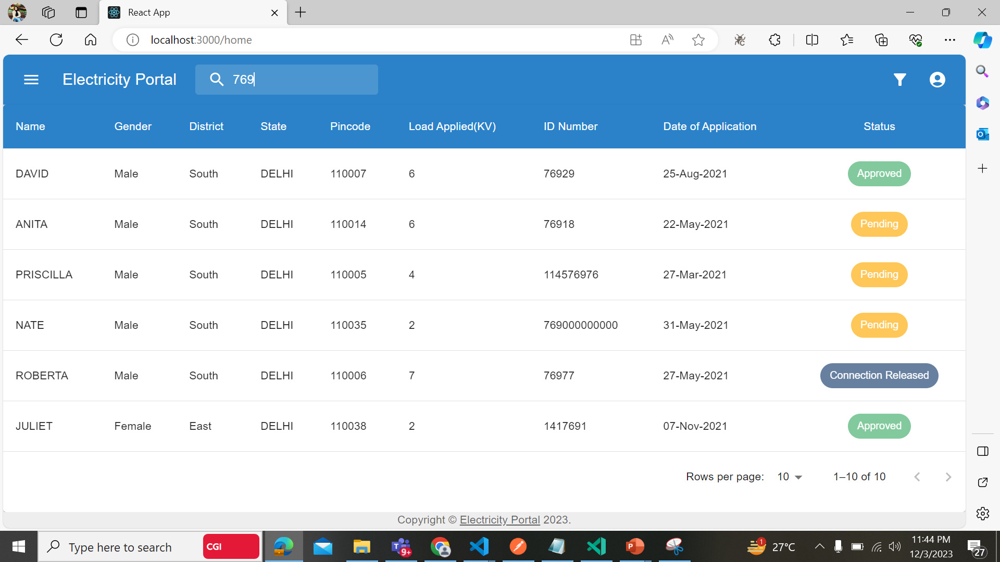 React App
localhost:3000/home
Electricity Portal
769
Name Gender District State Pincode Load Applied(KV) ID Number Date of Application Status
DAVID Male South DELHI 110007 6 76929 25-Aug-2021 Approved
ANITA Male South DELHI 110014 6 76918 22-May-2021 Pending
PRISCILLA Male South DELHI 110005 4 114576976 27-Mar-2021 Pending
NATE Male South DELHI 110035 2 769000000000 31-May-2021 Pending
ROBERTA Male South DELHI 110006 7 76977 27-May-2021 Connection Released
JULIET Female East DELHI 110038 2 1417691 07-Nov-2021 Approved
Rows per page: 10 1–10 of 10
Copyright © Electricity Portal 2023.
Type here to search
CGI
9+
1
27°C
11:44 PM
12/3/2023
27